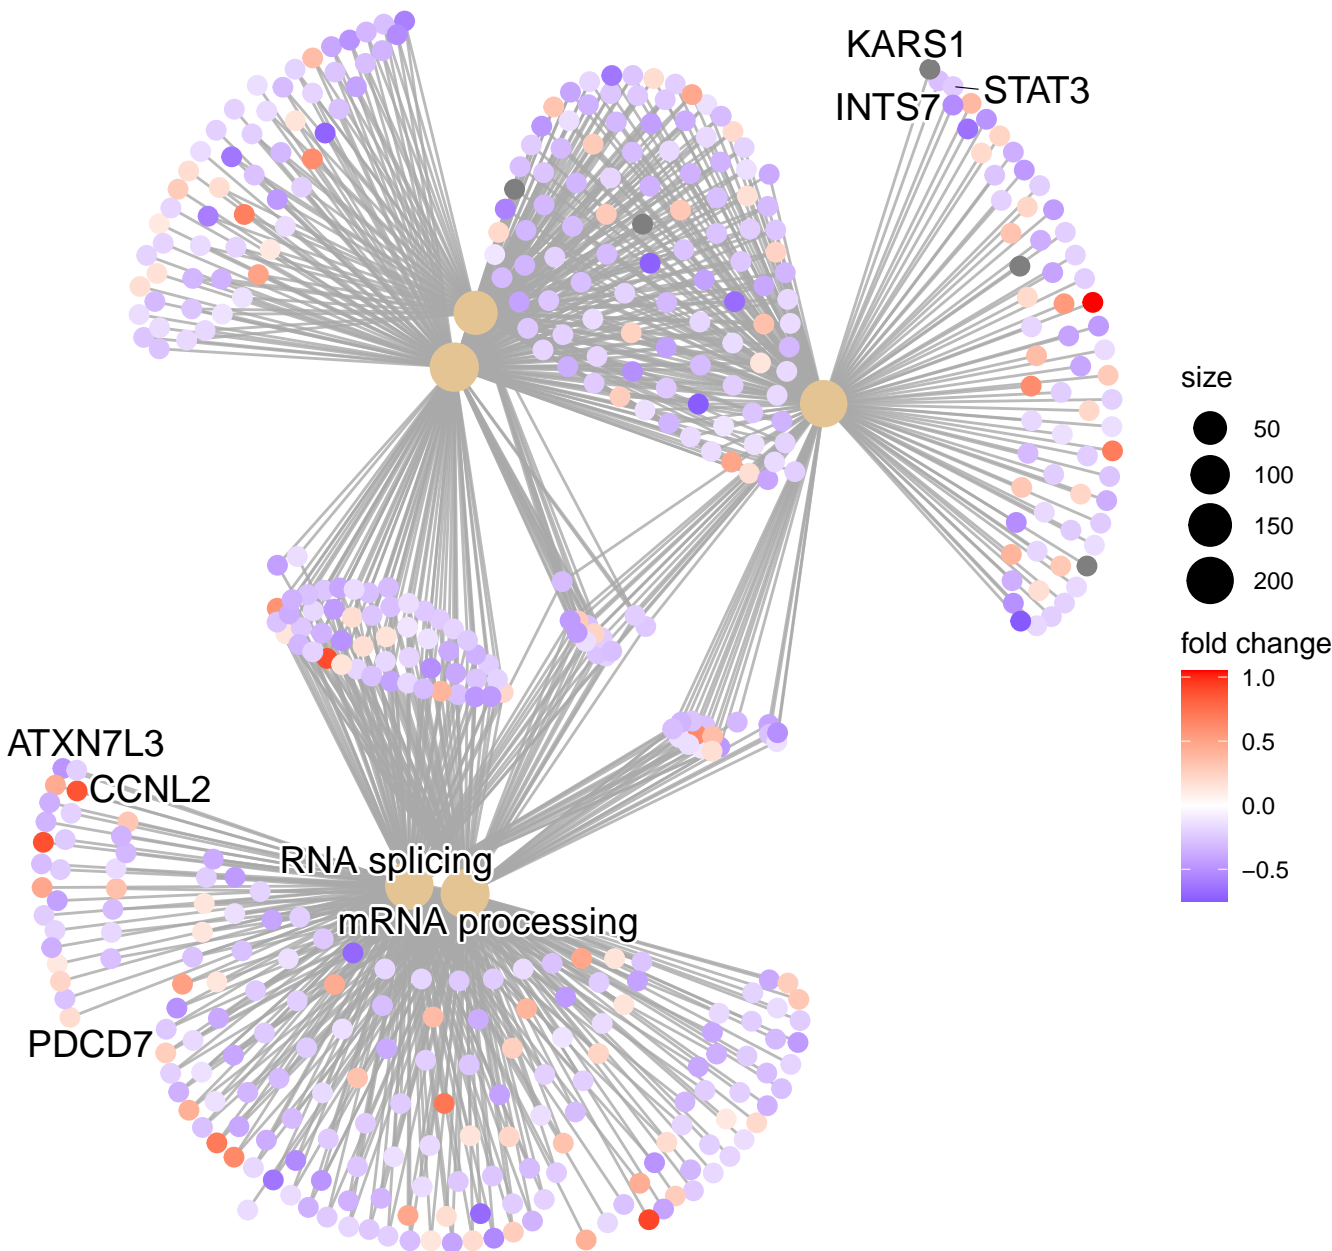 KARS1
STAT3
INTS7
size
50
100
150
200
fold change
1.0
0.5
0.0
−0.5
ATXN7L3
CCNL2
RNA splicing
mRNA processing
PDCD7